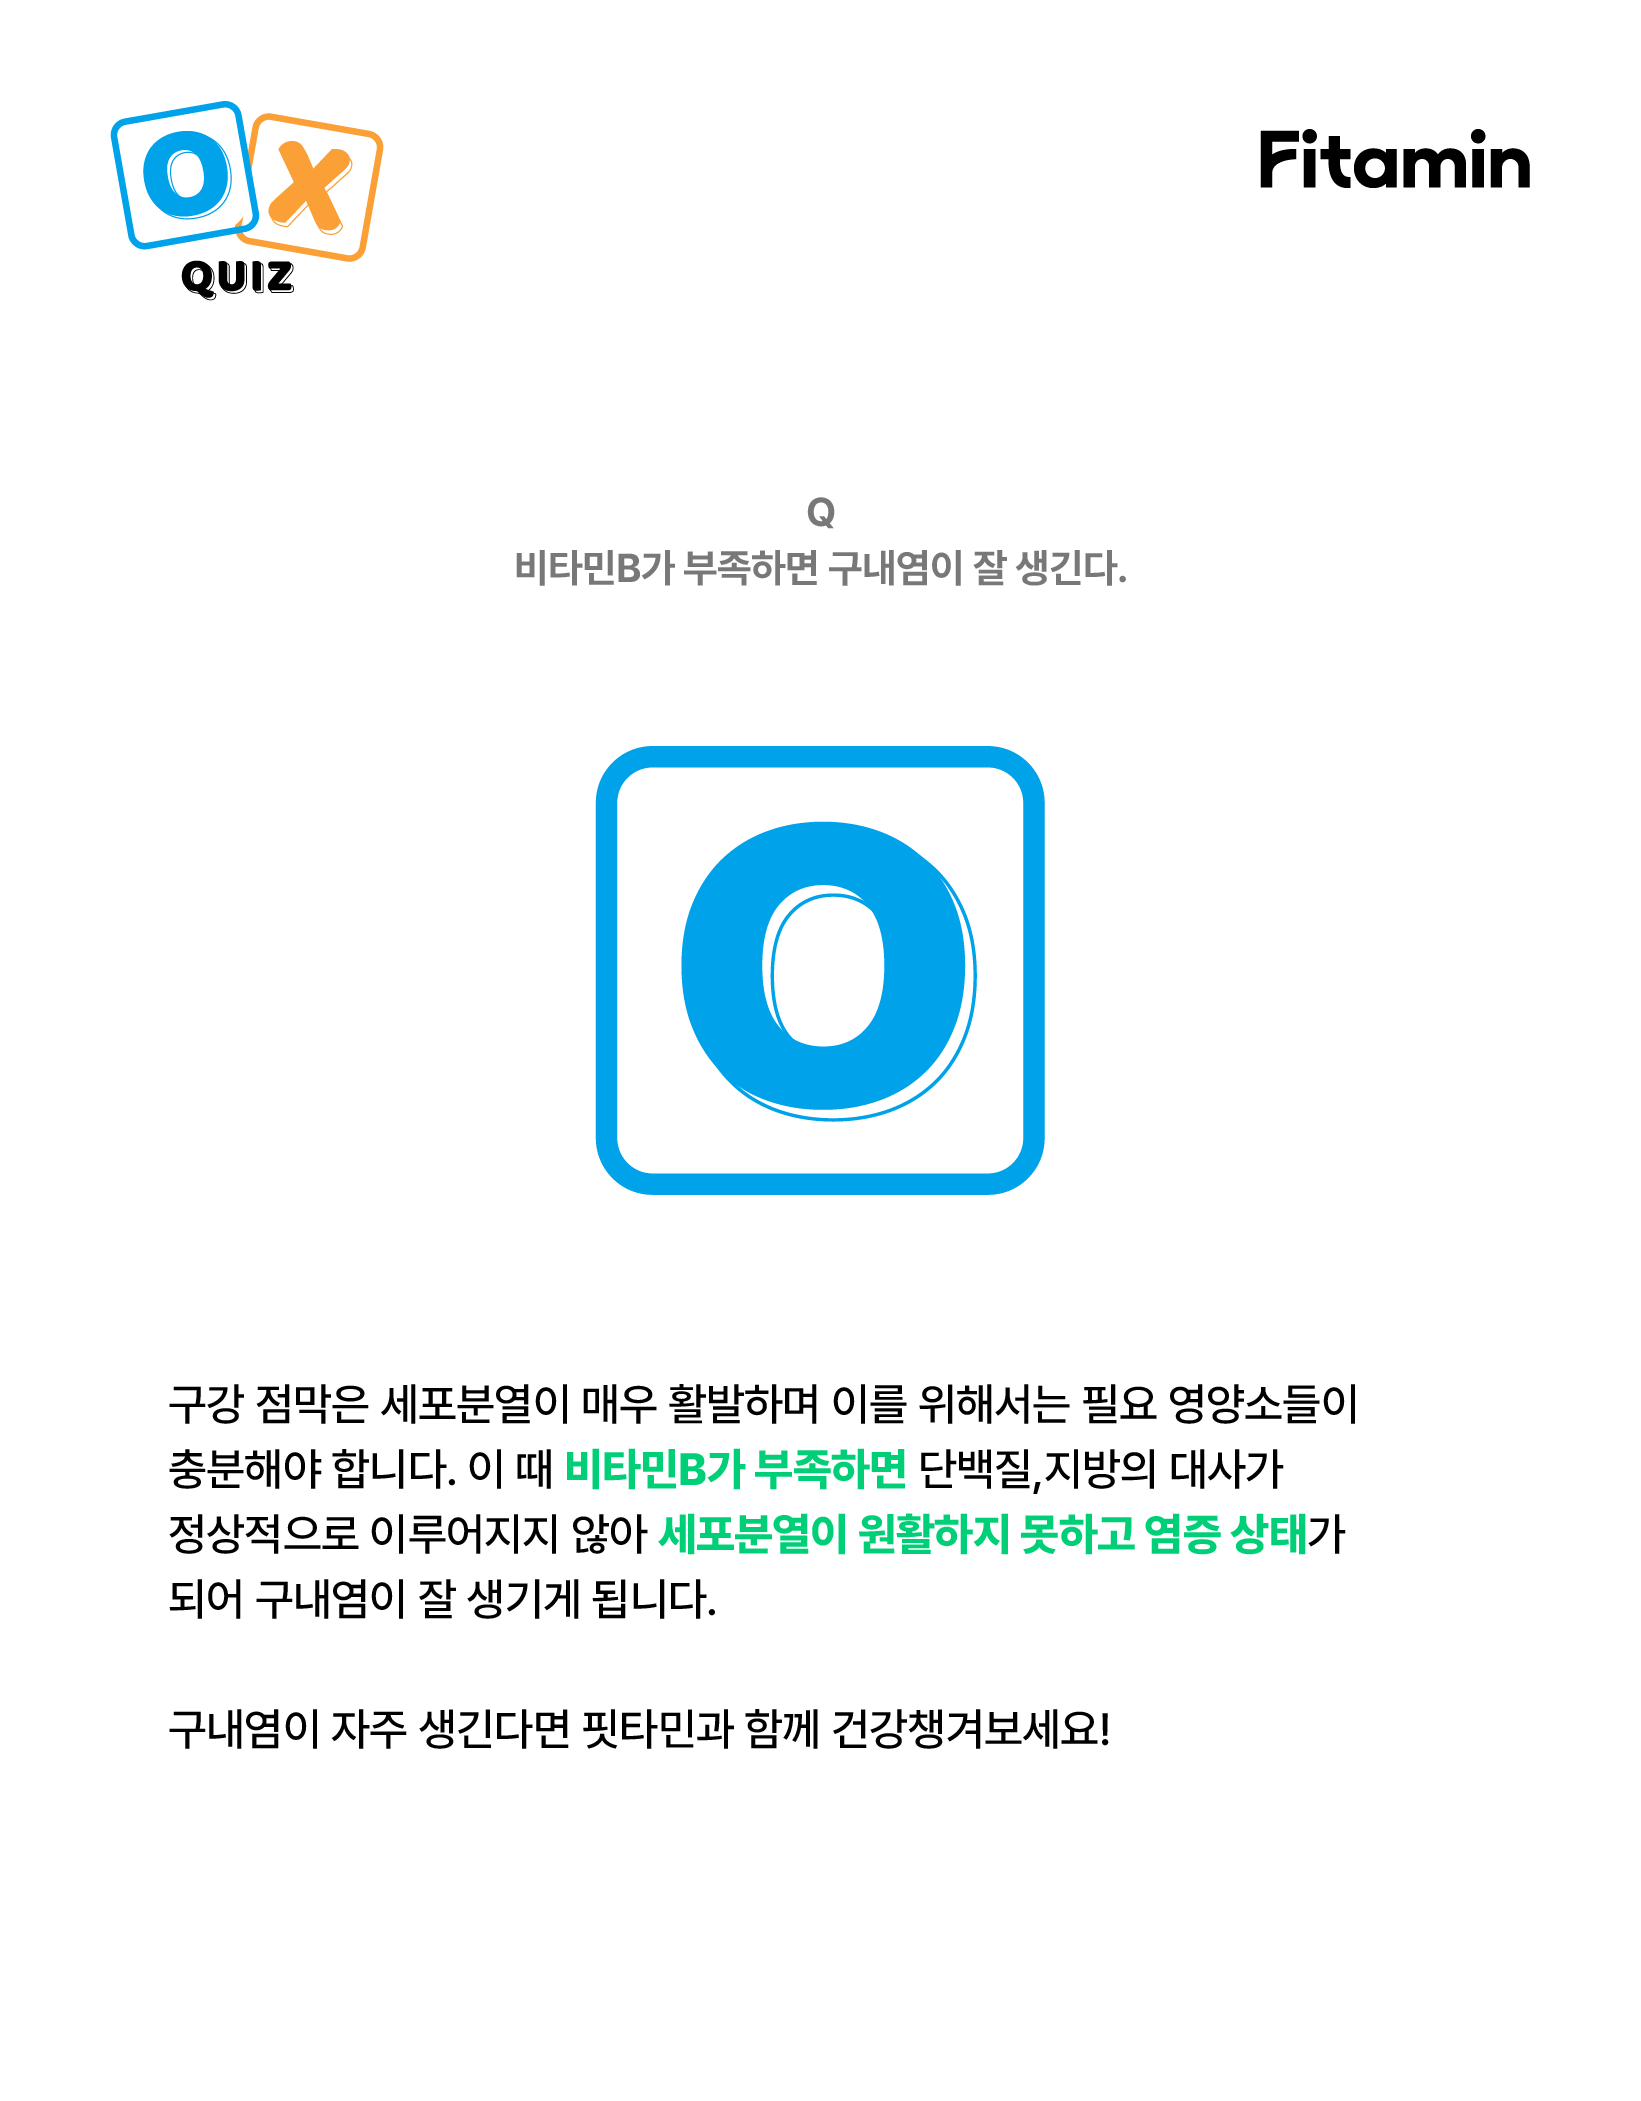 O X
QUIZ
Fitamin
Q
비타민B가 부족하면 구내염이 잘 생긴다.
O
구강 점막은 세포분열이 매우 활발하며 이를 위해서는 필요 영양소들이
충분해야 합니다. 이 때 비타민B가 부족하면 단백질,지방의 대사가
정상적으로 이루어지지 않아 세포분열이 원활하지 못하고 염증 상태가
되어 구내염이 잘 생기게 됩니다.
구내염이 자주 생긴다면 핏타민과 함께 건강챙겨보세요!